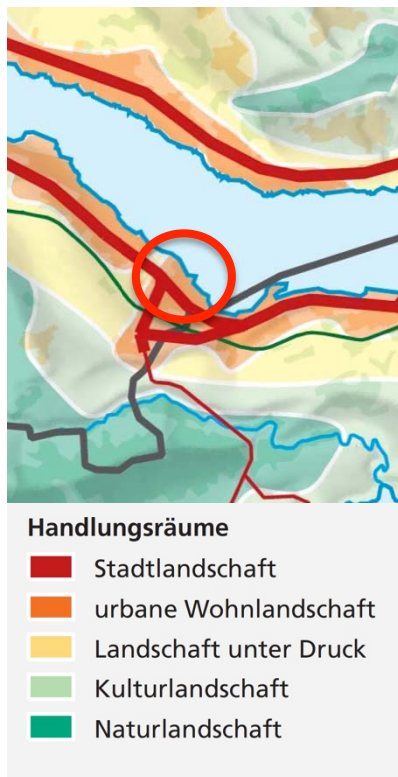 Handlungsräume
Stadtlandschaft
urbane Wohnlandschaft
Landschaft unter Druck
Kulturlandschaft
Naturlandschaft